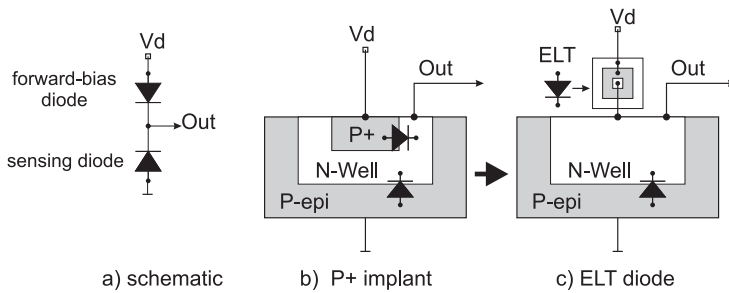 Vd
forward-bias
diode
Out
sensing diode
a) schematic
Vd
Out
P+
N-Well
P-epi
b) P+ implant
Vd
ELT
Out
N-Well
P-epi
c) ELT diode